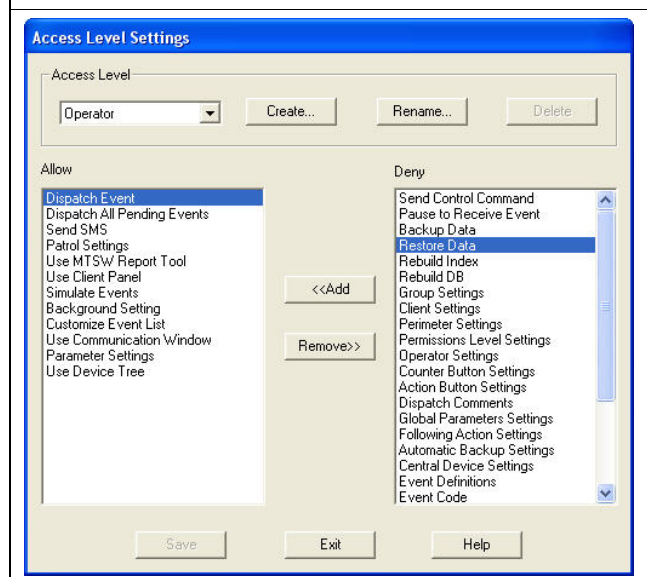 Access Level Settings
Access Level
Operator
Create...
Rename...
Delete
Allow
Deny
Dispatch Event
Dispatch All Pending Events
Send SMS
Patrol Settings
Use MTSW Report Tool
Use Client Panel
Simulate Events
Background Setting
Customize Event List
Use Communication Window
Parameter Settings
Use Device Tree
<<Add
Remove>>
Send Control Command
Pause to Receive Event
Backup Data
Restore Data
Rebuild Index
Rebuild DB
Group Settings
Client Settings
Perimeter Settings
Permissions Level Settings
Operator Settings
Counter Button Settings
Action Button Settings
Dispatch Comments
Global Parameters Settings
Following Action Settings
Automatic Backup Settings
Central Device Settings
Event Definitions
Event Code
Save
Exit
Help